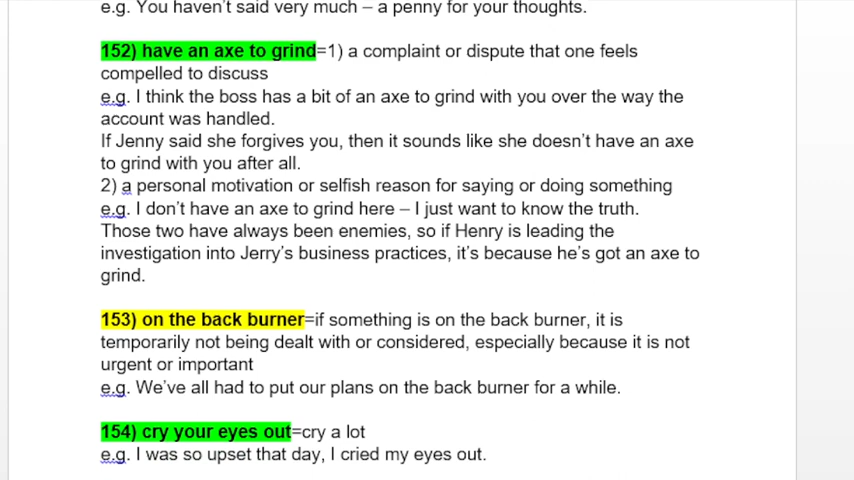 e.g. You haven't said very much – a penny for your thoughts.
152) have an axe to grind=1) a complaint or dispute that one feels
compelled to discuss
e.g. I think the boss has a bit of an axe to grind with you over the way the
account was handled.
If Jenny said she forgives you, then it sounds like she doesn't have an axe
to grind with you after all.
2) a personal motivation or selfish reason for saying or doing something
e.g. I don't have an axe to grind here – I just want to know the truth.
Those two have always been enemies, so if Henry is leading the
investigation into Jerry's business practices, it's because he's got an axe to
grind.
153) on the back burner=if something is on the back burner, it is
temporarily not being dealt with or considered, especially because it is not
urgent or important
e.g. We've all had to put our plans on the back burner for a while.
154) cry your eyes out=cry a lot
e.g. I was so upset that day, I cried my eyes out.